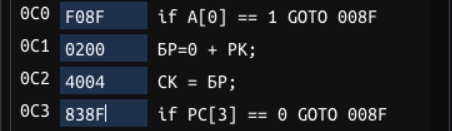 0C0 F08F if A[0] == 1 GOTO 008F
0C1 0200 БР=0 + РК;
0C2 4004 СК = БР;
0C3 838F if РС[3] == 0 GOTO 008F